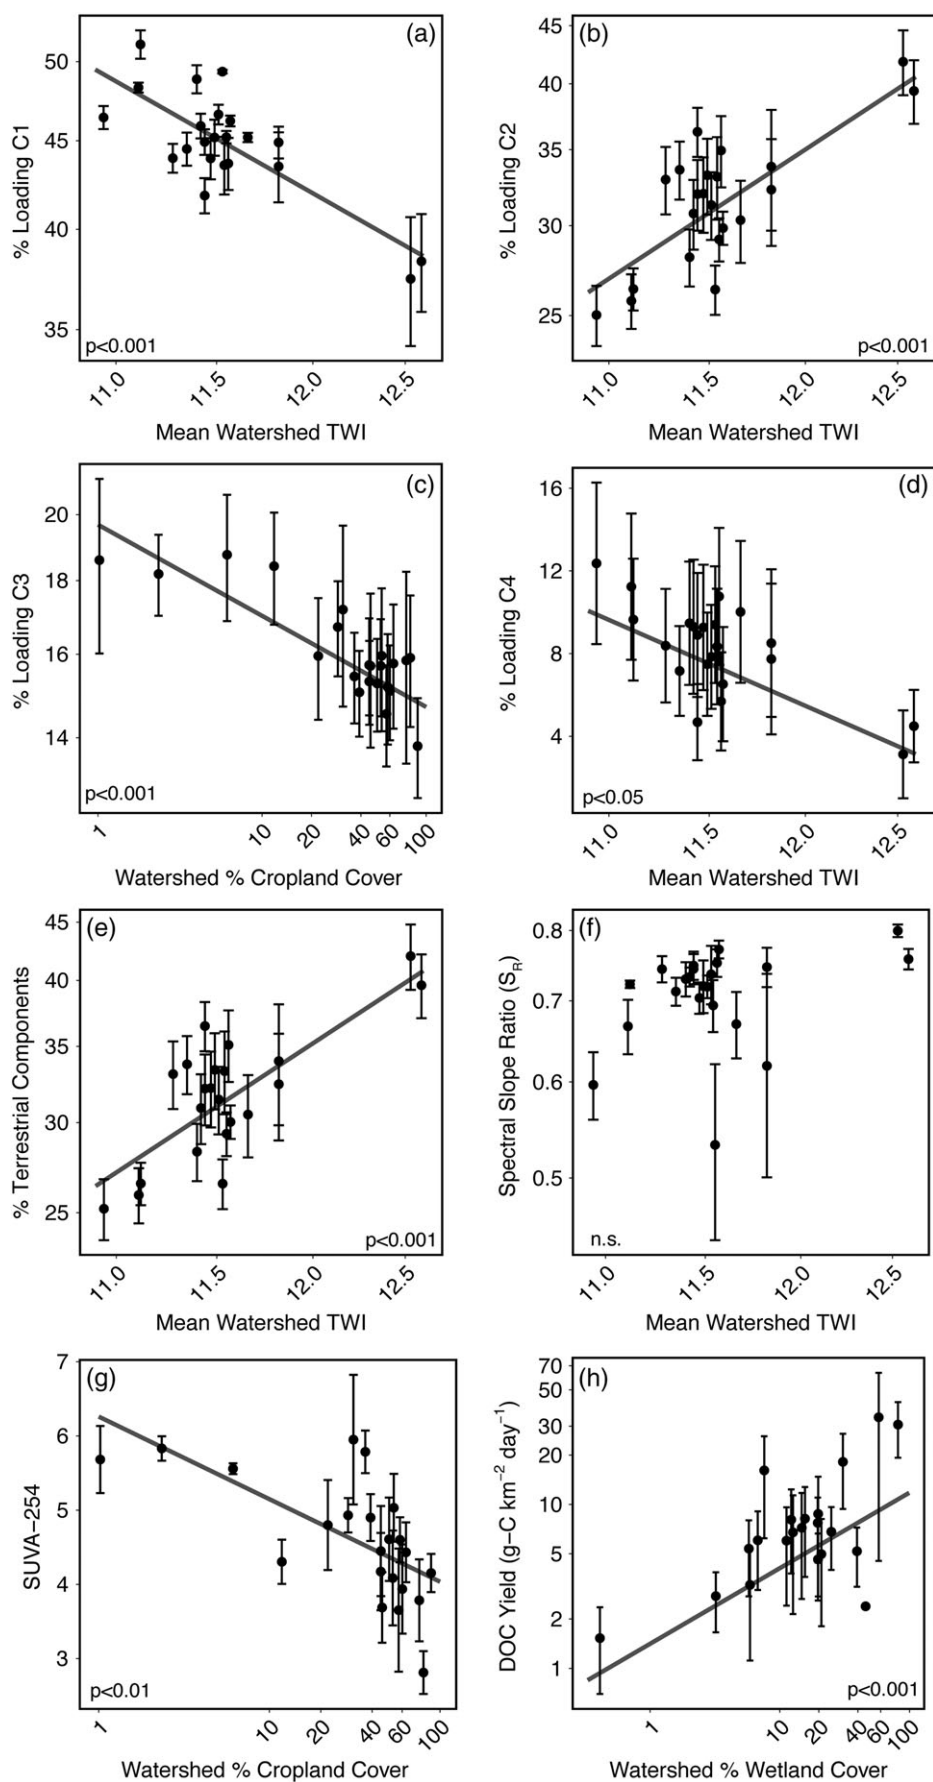 (a)
% Loading C1
50
45
40
35
p<0.001
11.0 11.5 12.0 12.5
Mean Watershed TWI
(b)
% Loading C2
45
40
35
30
25
p<0.001
11.0 11.5 12.0 12.5
Mean Watershed TWI
(c)
% Loading C3
20
18
16
14
p<0.001
1 10 20 40 60 100
Watershed % Cropland Cover
(d)
% Loading C4
16
12
8
4
p<0.05
11.0 11.5 12.0 12.5
Mean Watershed TWI
(e)
% Terrestrial Components
45
40
35
30
25
p<0.001
11.0 11.5 12.0 12.5
Mean Watershed TWI
(f)
Spectral Slope Ratio (S_R)
0.8
0.7
0.6
0.5
n.s.
11.0 11.5 12.0 12.5
Mean Watershed TWI
(g)
SUVA−254
7
6
5
4
3
p<0.01
1 10 20 40 60 100
Watershed % Cropland Cover
(h)
DOC Yield (g−C km⁻² day⁻¹)
70
50
30
20
10
5
2
1
p<0.001
1 10 20 40 60 100
Watershed % Wetland Cover